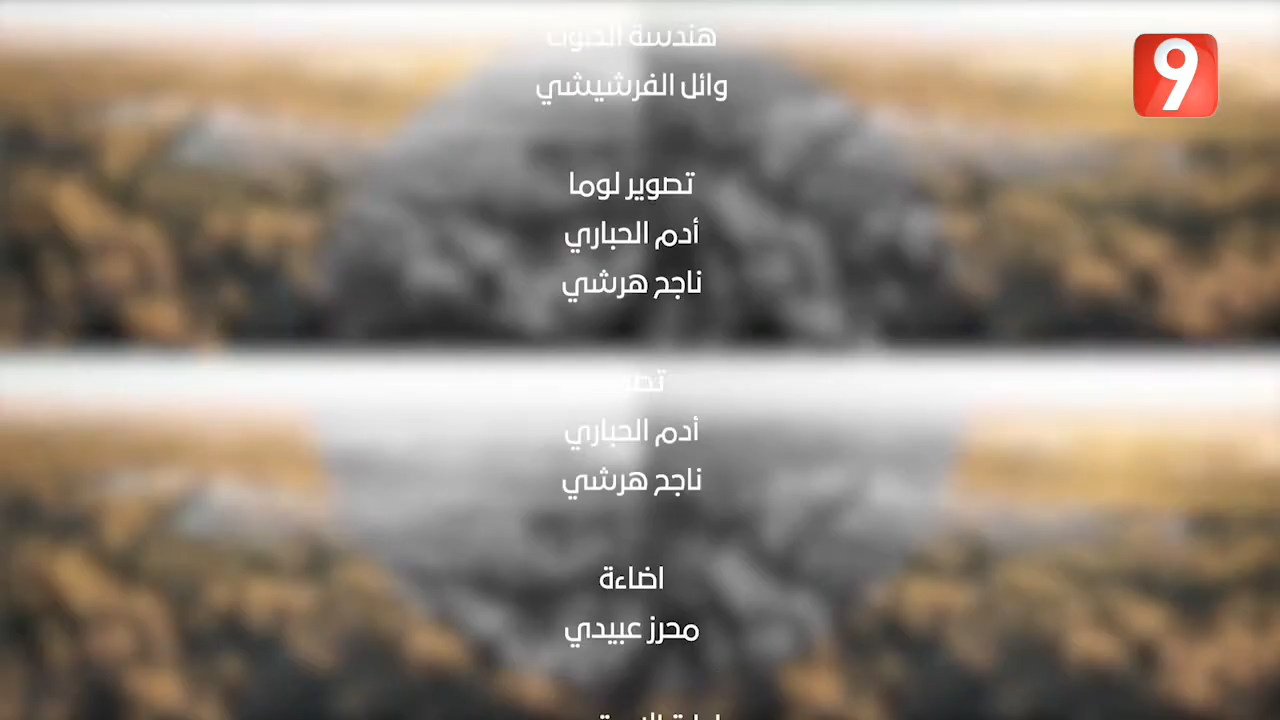 هندسة الصوت
وائل الفرشيشي
9
تصوير لوما
أدم الحباري
ناجح هرشي
أدم الحباري
ناجح هرشي
اضاءة
محرز عبيدي